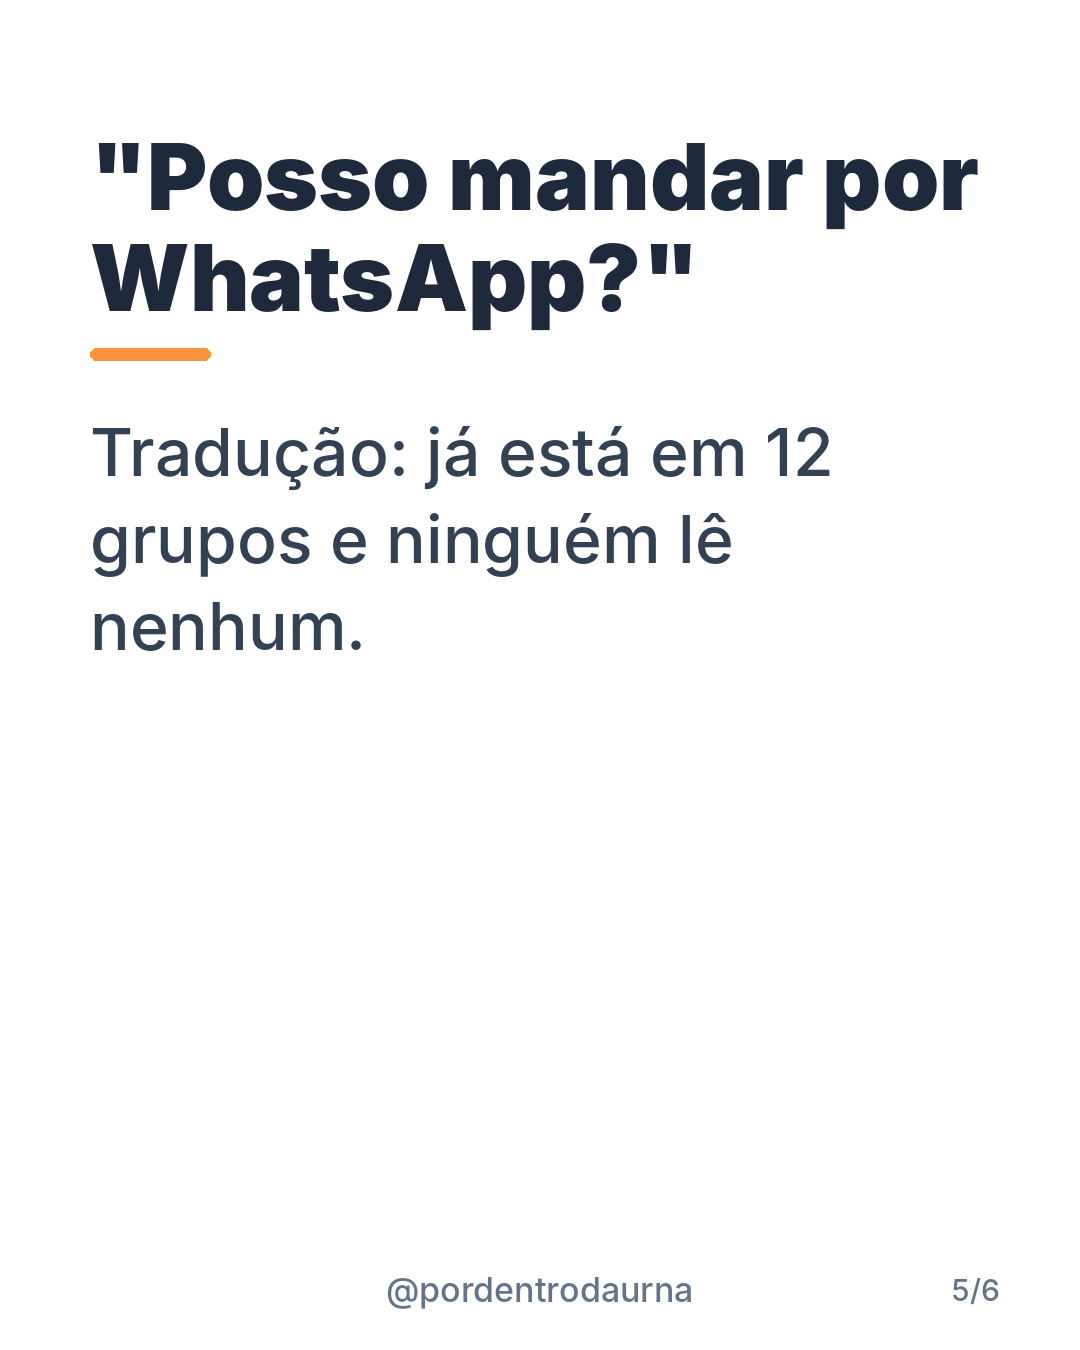 "Posso mandar por
WhatsApp?"
Tradução: já está em 12
grupos e ninguém lê
nenhum.
@pordentrodaurna
5/6